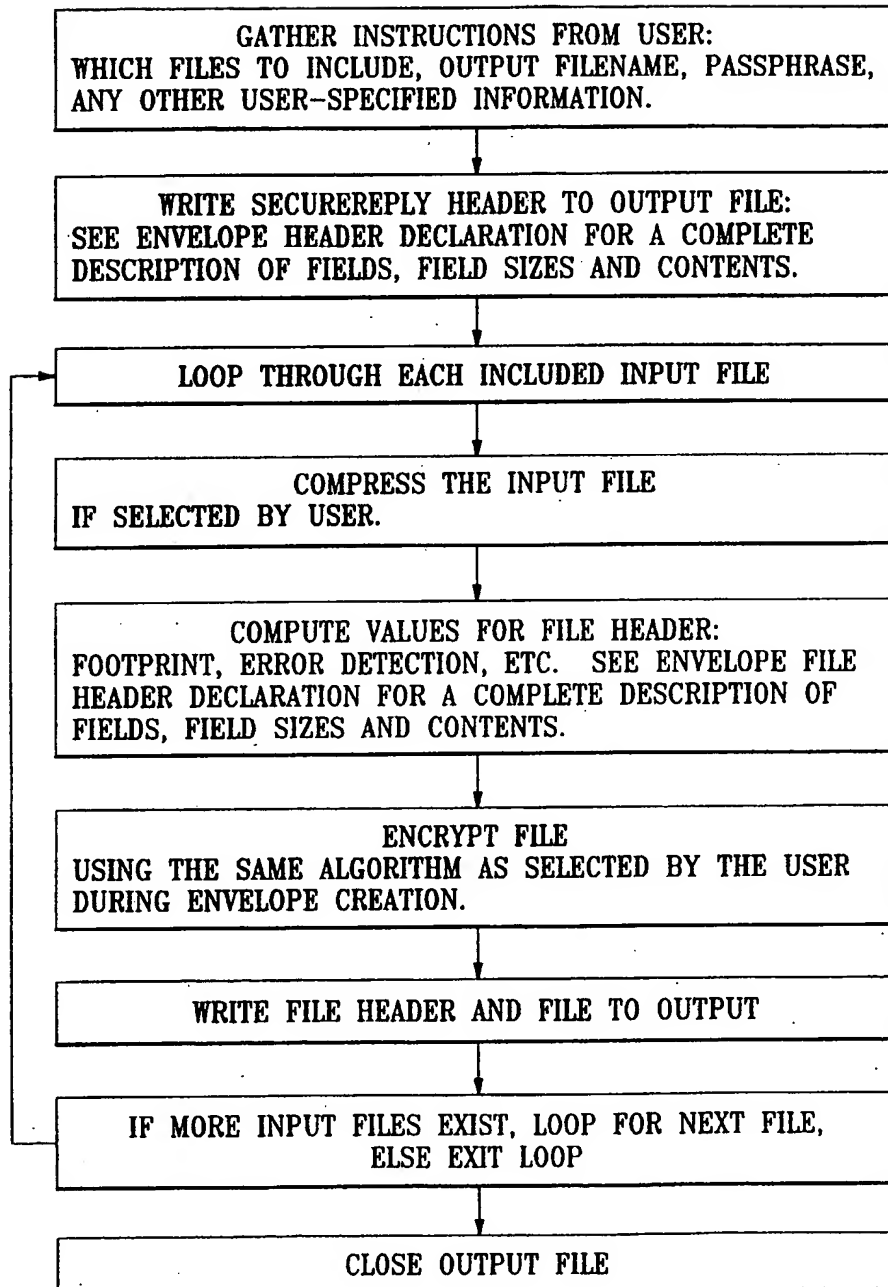 GATHER INSTRUCTIONS FROM USER:
WHICH FILES TO INCLUDE, OUTPUT FILENAME, PASSPHRASE,
ANY OTHER USER-SPECIFIED INFORMATION.
WRITE SECUREREPLY HEADER TO OUTPUT FILE:
SEE ENVELOPE HEADER DECLARATION FOR A COMPLETE
DESCRIPTION OF FIELDS, FIELD SIZES AND CONTENTS.
LOOP THROUGH EACH INCLUDED INPUT FILE
COMPRESS THE INPUT FILE
IF SELECTED BY USER.
COMPUTE VALUES FOR FILE HEADER:
FOOTPRINT, ERROR DETECTION, ETC. SEE ENVELOPE FILE
HEADER DECLARATION FOR A COMPLETE DESCRIPTION OF
FIELDS, FIELD SIZES AND CONTENTS.
ENCRYPT FILE
USING THE SAME ALGORITHM AS SELECTED BY THE USER
DURING ENVELOPE CREATION.
WRITE FILE HEADER AND FILE TO OUTPUT
IF MORE INPUT FILES EXIST, LOOP FOR NEXT FILE,
ELSE EXIT LOOP
CLOSE OUTPUT FILE